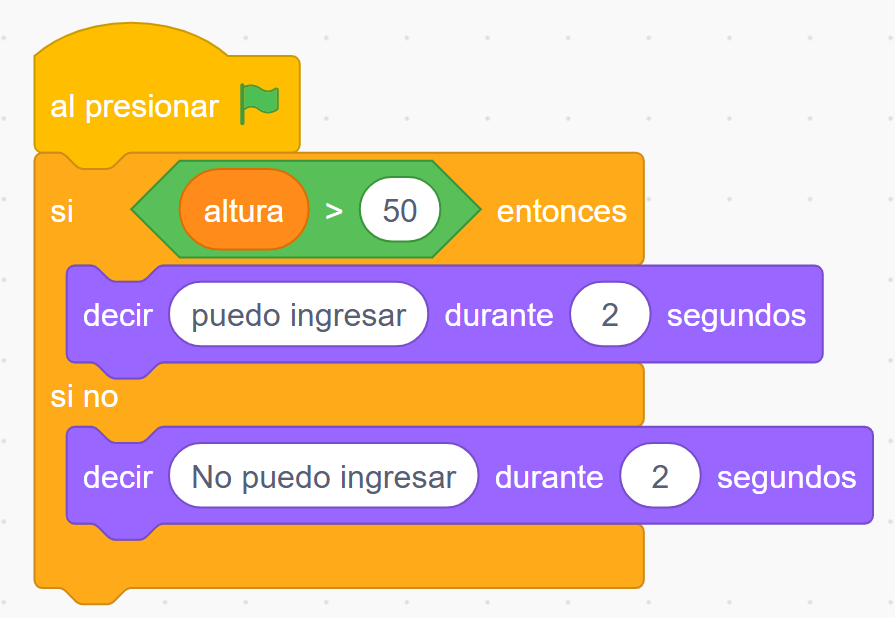 al presionar
si altura > 50 entonces
decir puedo ingresar durante 2 segundos
si no
decir No puedo ingresar durante 2 segundos